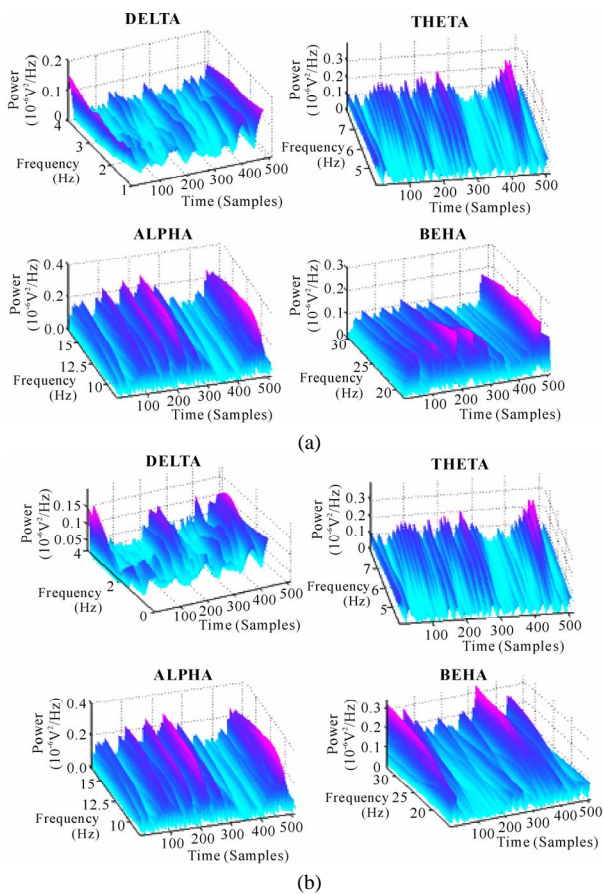 DELTA
Power
(10⁻⁶V²/Hz)
0.2
0.1
0
4
3
2
1
Frequency
(Hz)
100 200 300 400 500
Time (Samples)
THETA
Power
(10⁻⁶V²/Hz)
0.3
0.2
0.1
0
7
6
5
Frequency
(Hz)
100 200 300 400 500
Time (Samples)
ALPHA
Power
(10⁻⁶V²/Hz)
0.4
0.2
0.0
15
12.5
10
Frequency
(Hz)
100 200 300 400 500
Time (Samples)
BEHA
Power
(10⁻⁶V²/Hz)
0.3
0.2
0.1
0
30
25
20
Frequency
(Hz)
100 200 300 400 500
Time (Samples)
(a)
DELTA
Power
(10⁻⁶V²/Hz)
0.15
0.1
0.05
4
2
0
Frequency
(Hz)
100 200 300 400 500
Time (Samples)
THETA
Power
(10⁻⁶V²/Hz)
0.3
0.2
0.1
0
7
6
5
Frequency
(Hz)
100 200 300 400 500
Time (Samples)
ALPHA
Power
(10⁻⁶V²/Hz)
0.4
0.2
0.0
15
12.5
10
Frequency
(Hz)
100 200 300 400 500
Time (Samples)
BEHA
Power
(10⁻⁶V²/Hz)
0.3
0.2
0.1
0
30
25
20
Frequency
(Hz)
100 200 300 400 500
Time (Samples)
(b)